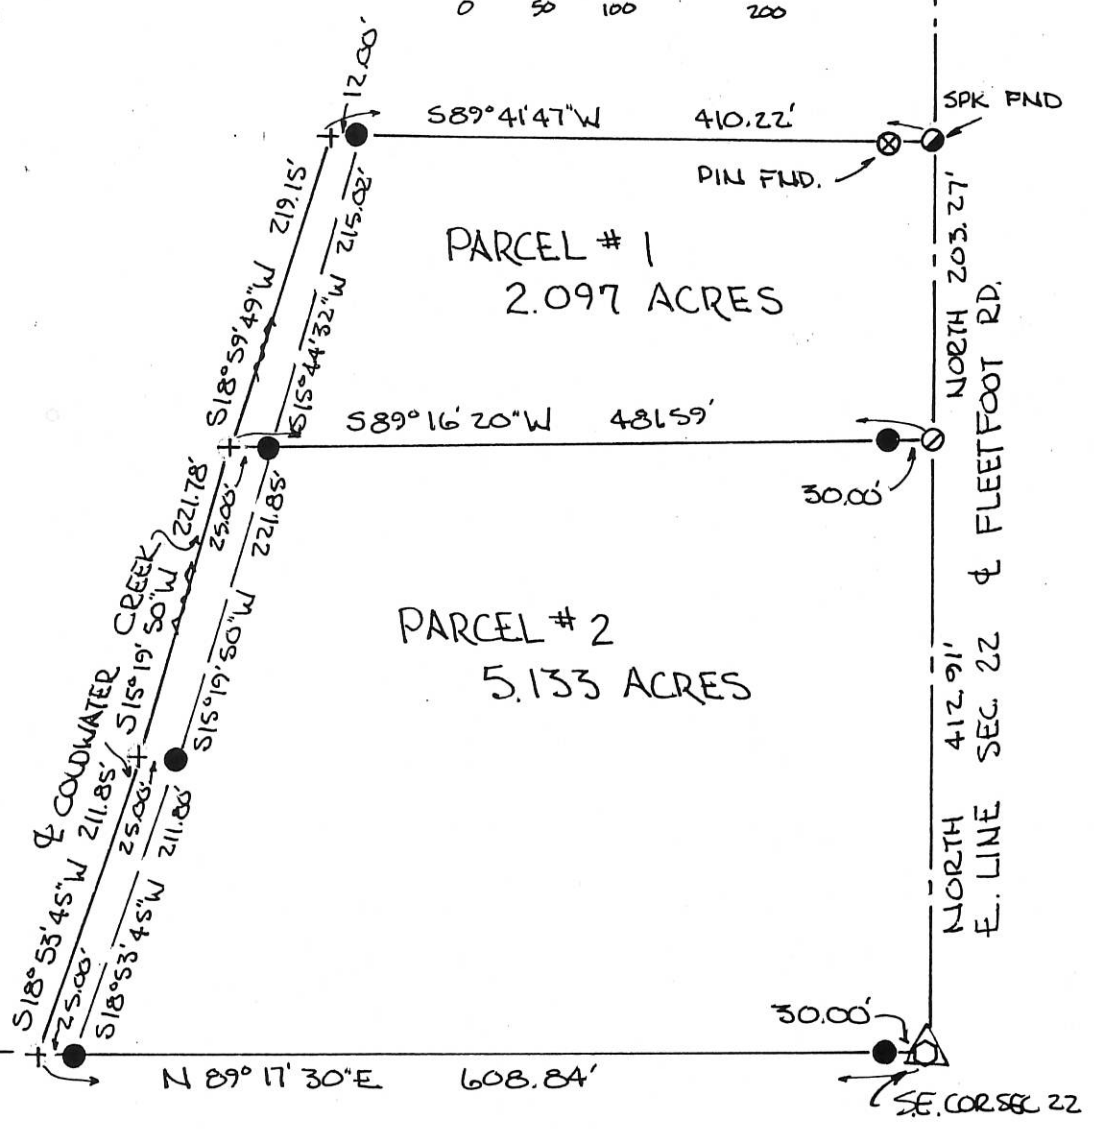 0 50 100 200
12.00'
SPK FND
S89°41'47"W 410.22'
PIN FND.
219.15'
S18°59'49"W
215.02'
S15°44'32"W
PARCEL # 1
2.097 ACRES
NORTH 203.27'
S89°16'20"W 481.59'
30.00'
221.78'
S15°19'50"W
25.00'
221.85'
S15°19'50"W
℄ COLDWATER CREEK
PARCEL # 2
5.133 ACRES
NORTH 412.91'
E. LINE SEC. 22 ℄ FLEETFOOT RD.
211.85'
S18°53'45"W
25.00'
211.80'
S18°53'45"W
25.00'
30.00'
N 89°17'30"E 608.84'
S.E. COR SEC 22